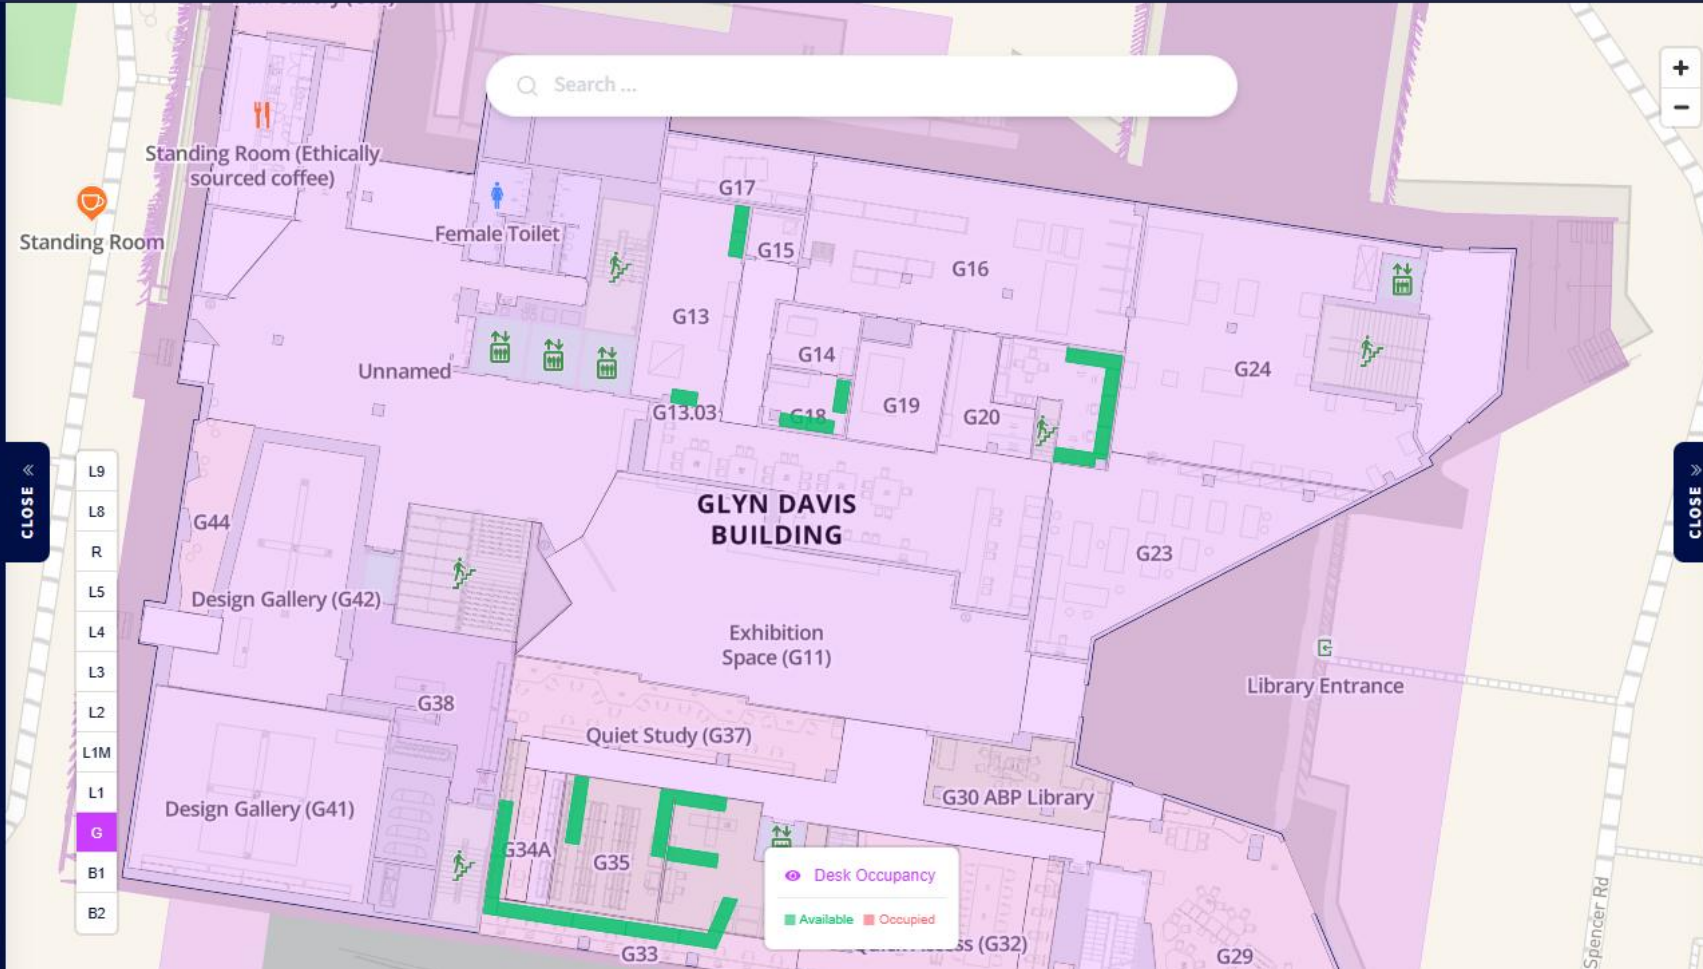 Search ...
+
−
Standing Room (Ethically
sourced coffee)
Standing Room
Female Toilet
G17
G15
G16
G13
G14
G24
Unnamed
G13.03
G18
G19
G20
CLOSE
CLOSE
L9
L8
R
L5
L4
L3
L2
L1M
L1
G
B1
B2
G44
GLYN DAVIS
BUILDING
G23
Design Gallery (G42)
Exhibition
Space (G11)
Library Entrance
G38
Quiet Study (G37)
Design Gallery (G41)
G30 ABP Library
G34A
G35
Desk Occupancy
Available
Occupied
(G32)
G33
G29
Spencer Rd